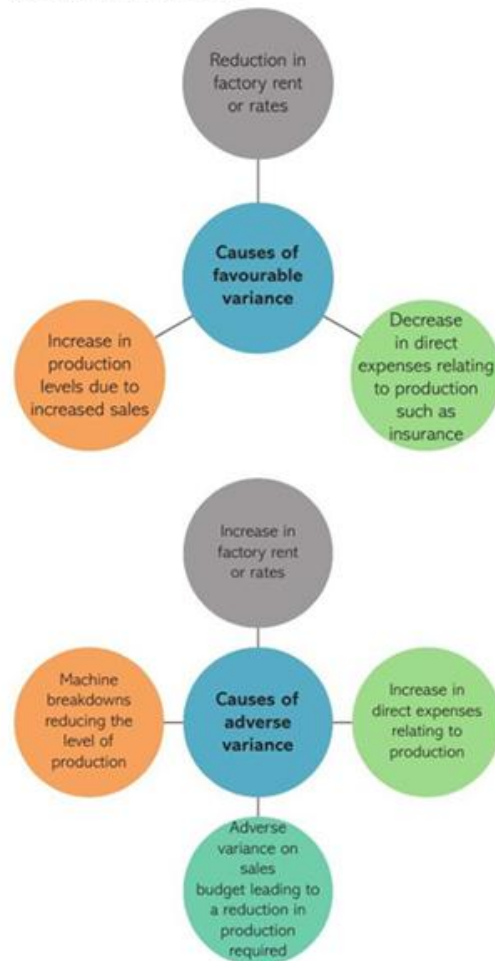 Reduction in
factory rent
or rates
Causes of
favourable
variance
Increase in
production
levels due to
increased sales
Decrease
in direct
expenses relating
to production
such as
insurance
Increase in
factory rent
or rates
Machine
breakdowns
reducing the
level of
production
Causes of
adverse
variance
Increase in
direct expenses
relating to
production
Adverse
variance on
sales
budget leading to
a reduction in
production
required